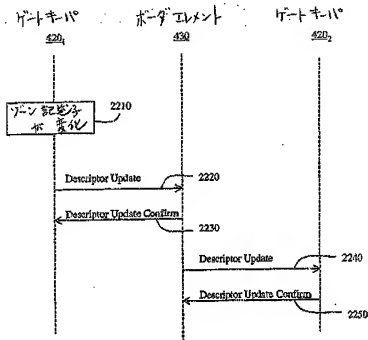 ゲートキーパ ボーダエレメント ゲートキーパ
420₁ 430 420₂
ゾーン記述子
が変化
2210
Descriptor Update 2220
Descriptor Update Confirm
2230
Descriptor Update 2240
Descriptor Update Confirm
2250